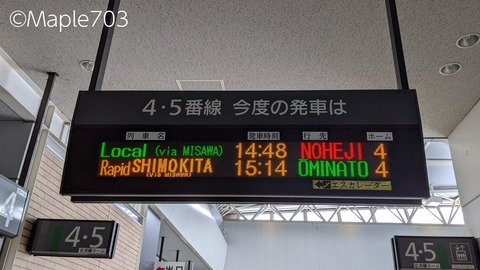 ©Maple703
4・5番線 今度の発車は
列車名 発車時刻 行先 ホーム
Local (via MISAWA) 14:48 NOHEJI 4
Rapid SHIMOKITA (via MISAWA) 15:14 OMINATO 4
エスカレーター
4
4・5
4・5